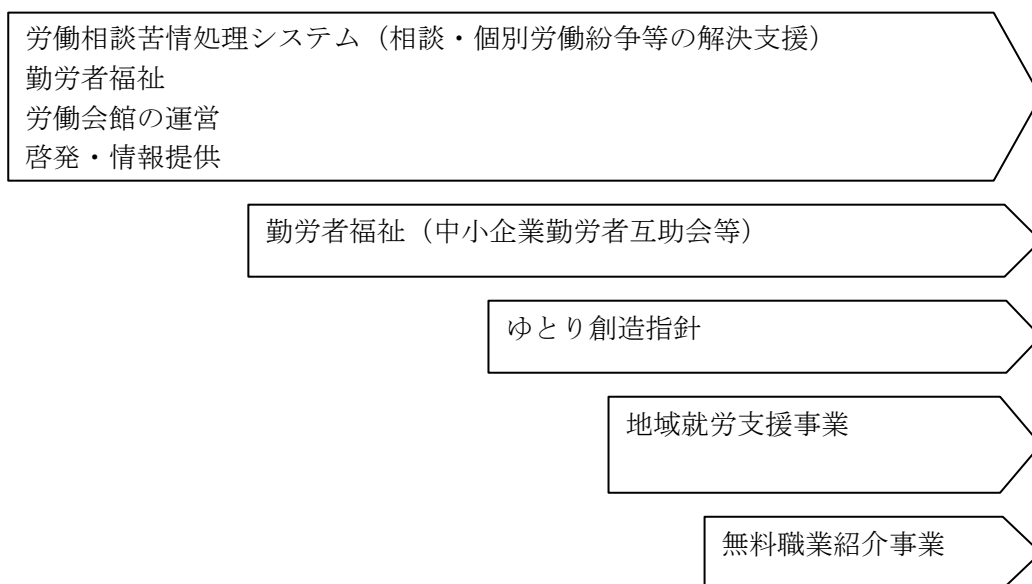 労働相談苦情処理システム（相談・個別労働紛争等の解決支援）
勤労者福祉
労働会館の運営
啓発・情報提供
勤労者福祉（中小企業勤労者互助会等）
ゆとり創造指針
地域就労支援事業
無料職業紹介事業